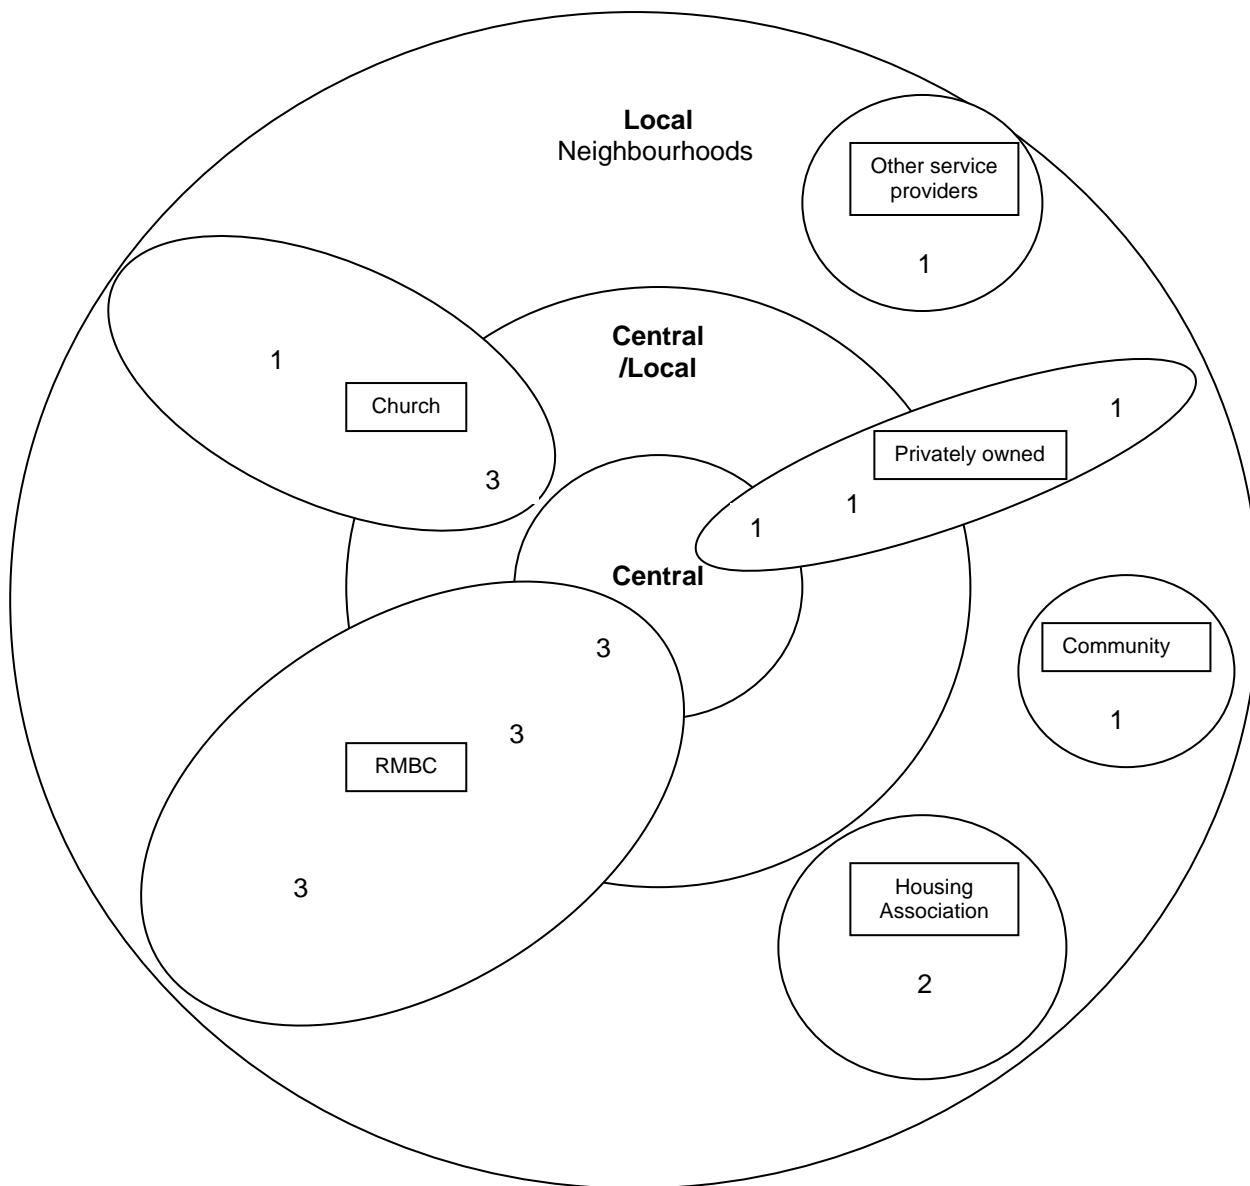 Local
Neighbourhoods
Other service
providers
1
Central
/Local
1
Church
3
1
Privately owned
1
1
Central
3
3
RMBC
3
Community
1
Housing
Association
2